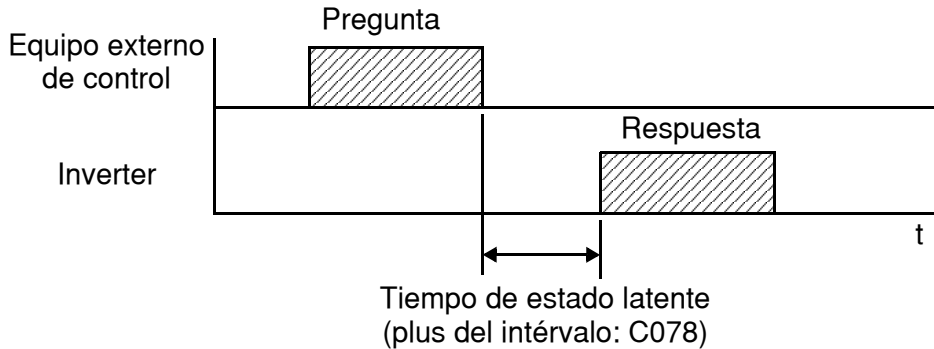 Pregunta
Equipo externo
de control
Respuesta
Inverter
t
Tiempo de estado latente
(plus del intérvalo: C078)